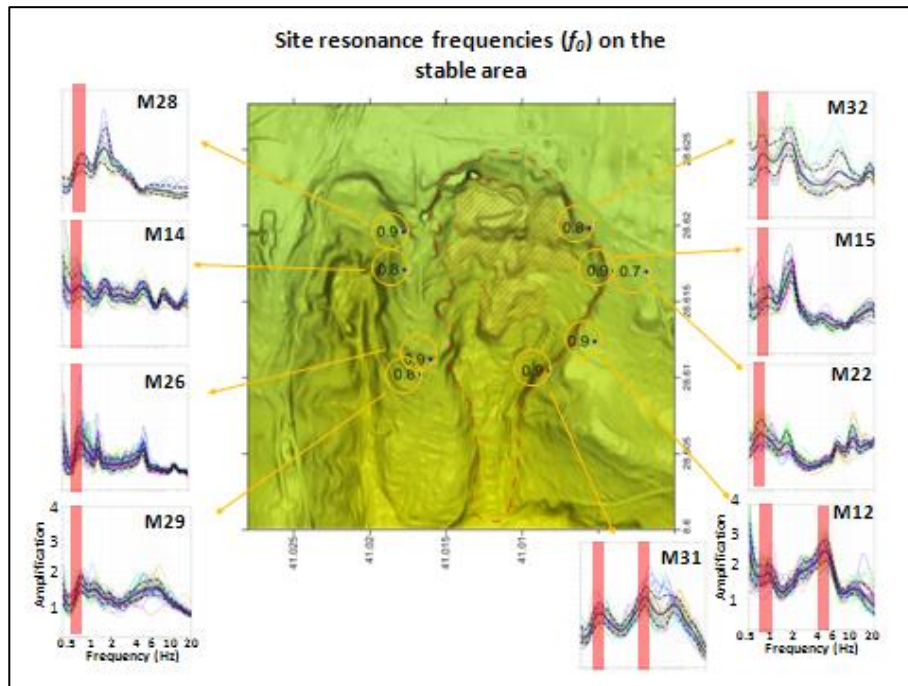 Site resonance frequencies (f0) on the
stable area
M28
M32
M14
M15
M26
M22
M29
M12
M31
28.625
28.62
28.615
28.61
28.605
28.6
41.025
41.02
41.015
41.01
0.9
0.8
0.8
0.9
0.7
0.9
0.9
0.8
0.9
4
3
2
1
Amplification
0.5 1 2 4 6 10 20
Frequency (Hz)
4
3
2
1
0.5 1 2 4 6 10 20
Frequency (Hz)